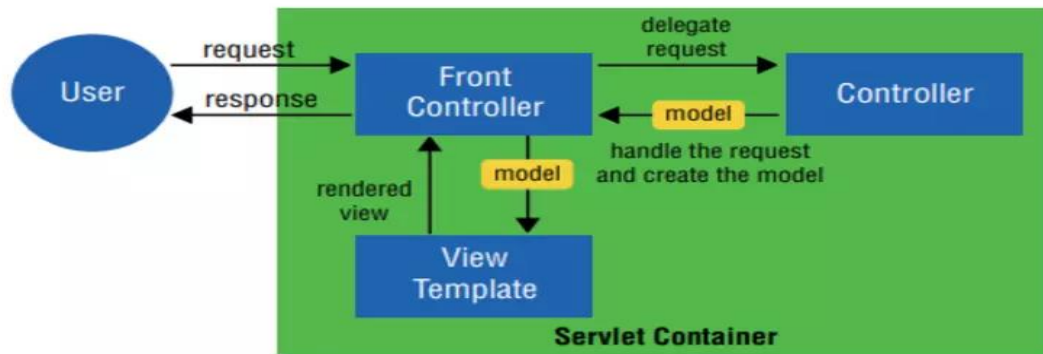 User
request
response
Front
Controller
delegate
request
Controller
model
handle the request
and create the model
model
rendered
view
View
Template
Servlet Container